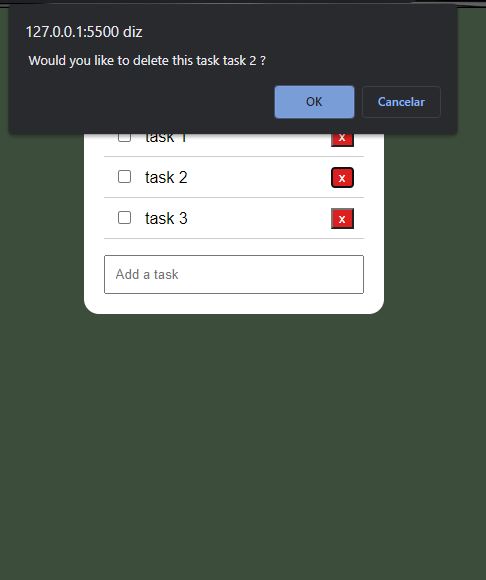 127.0.0.1:5500 diz
Would you like to delete this task task 2 ?
OK Cancelar
task 1 x
task 2 x
task 3 x
Add a task